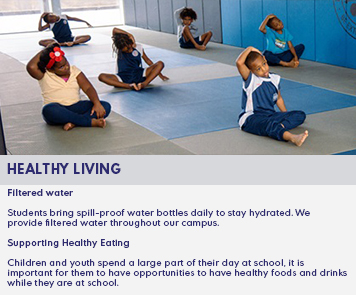 HEALTHY LIVING
Filtered water
Students bring spill-proof water bottles daily to stay hydrated. We
provide filtered water throughout our campus.
Supporting Healthy Eating
Children and youth spend a large part of their day at school, it is
important for them to have opportunities to have healthy foods and drinks
while they are at school.